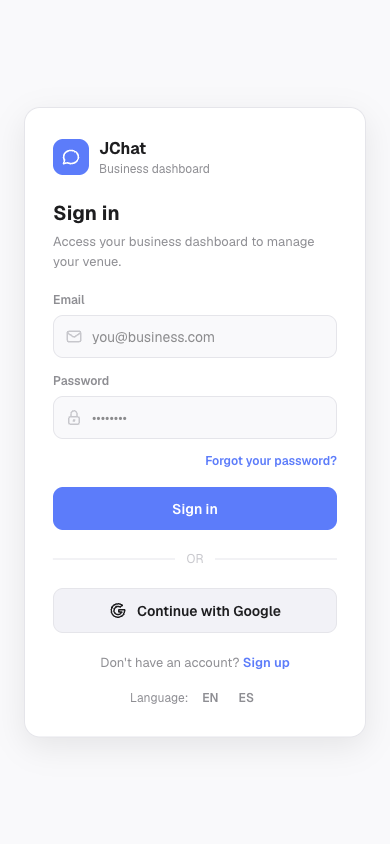 JChat
Business dashboard
Sign in
Access your business dashboard to manage
your venue.
Email
you@business.com
Password
••••••••
Forgot your password?
Sign in
OR
Continue with Google
Don't have an account? Sign up
Language: EN ES